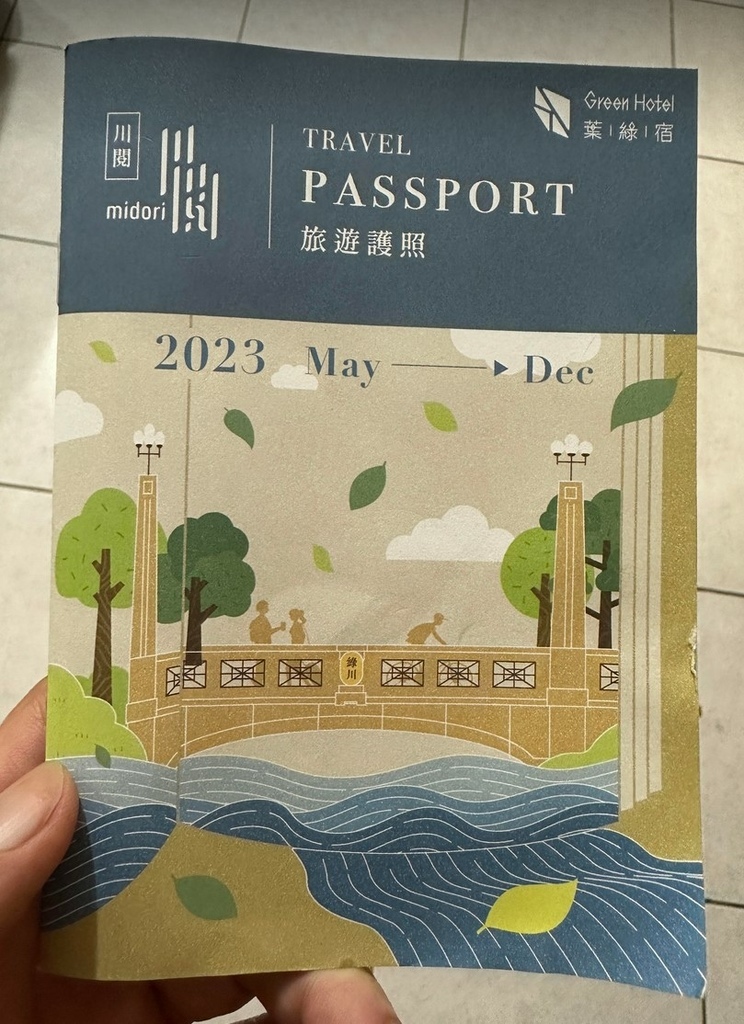 川閱
midori
閱
TRAVEL
PASSPORT
旅遊護照
Green Hotel
葉|綠|宿
2023 May Dec
綠川